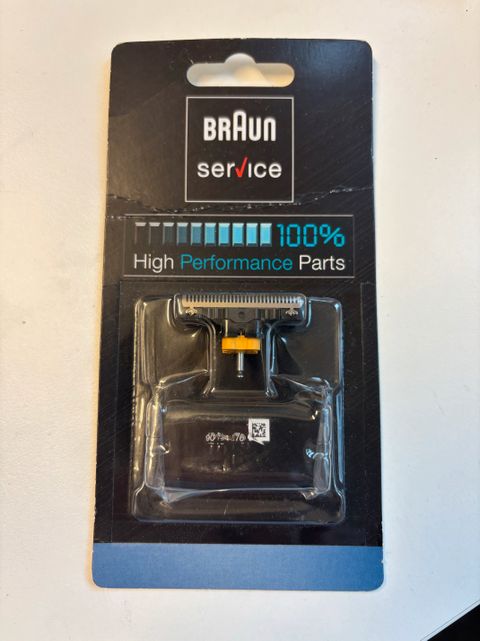 BRAUN
service
100%
High Performance Parts